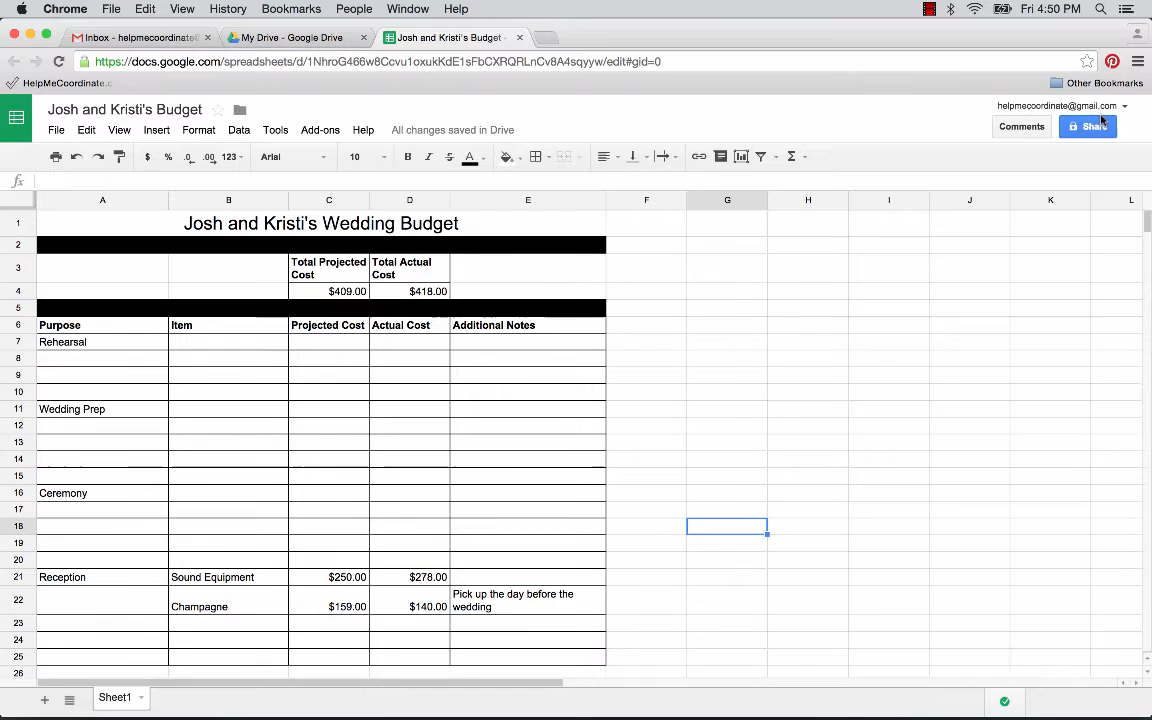 Chrome File Edit View History Bookmarks People Window Help Fri 4:50 PM
Inbox - helpmecoordinate@ My Drive - Google Drive Josh and Kristi's Budget -
https://docs.google.com/spreadsheets/d/1NhroG466w8Ccvu1oxukKdE1sFbCXRQRLnCv8A4sqyyw/edit#gid=0
HelpMeCoordinate.c Other Bookmarks
Josh and Kristi's Budget
helpmecoordinate@gmail.com
File Edit View Insert Format Data Tools Add-ons Help All changes saved in Drive
Comments Share
$ % .0 .00 123 Arial 10 B I S A Σ
fx
A B C D E F G H I J K L
1 Josh and Kristi's Wedding Budget
2
3 Total Projected Cost Total Actual Cost
4 $409.00 $418.00
5
6 Purpose Item Projected Cost Actual Cost Additional Notes
7 Rehearsal
8
9
10
11 Wedding Prep
12
13
14
15
16 Ceremony
17
18
19
20
21 Reception Sound Equipment $250.00 $278.00
22 Champagne $159.00 $140.00 Pick up the day before the wedding
23
24
25
26
Sheet1